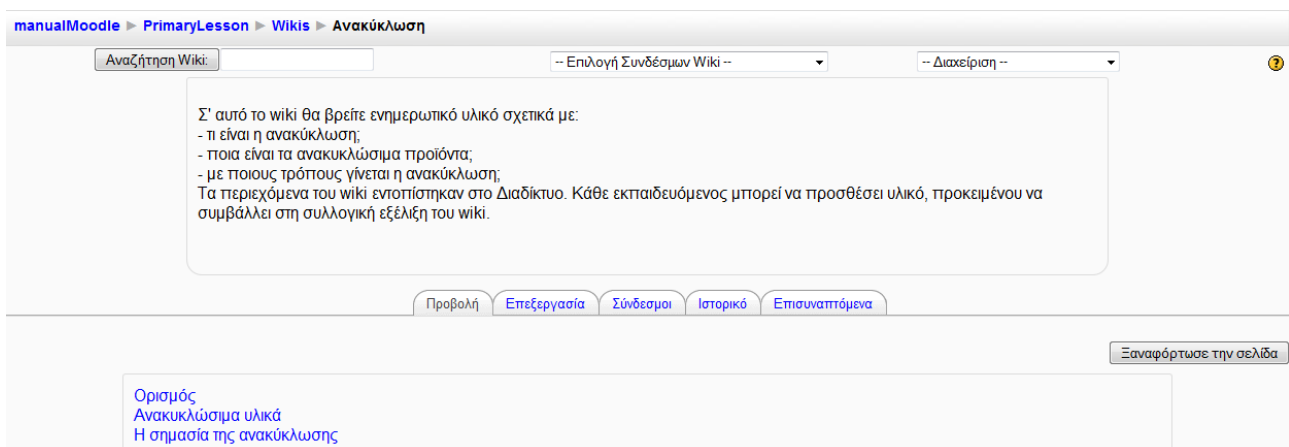 manualMoodle ► PrimaryLesson ► Wikis ► Ανακύκλωση
Αναζήτηση Wiki: -- Επιλογή Συνδέσμων Wiki -- -- Διαχείριση --
Σ' αυτό το wiki θα βρείτε ενημερωτικό υλικό σχετικά με:
- τι είναι η ανακύκλωση;
- ποια είναι τα ανακυκλώσιμα προϊόντα;
- με ποιους τρόπους γίνεται η ανακύκλωση;
Τα περιεχόμενα του wiki εντοπίστηκαν στο Διαδίκτυο. Κάθε εκπαιδευόμενος μπορεί να προσθέσει υλικό, προκειμένου να
συμβάλλει στη συλλογική εξέλιξη του wiki.
Προβολή Επεξεργασία Σύνδεσμοι Ιστορικό Επισυναπτόμενα
Ξαναφόρτωσε την σελίδα
Ορισμός
Ανακυκλώσιμα υλικά
Η σημασία της ανακύκλωσης